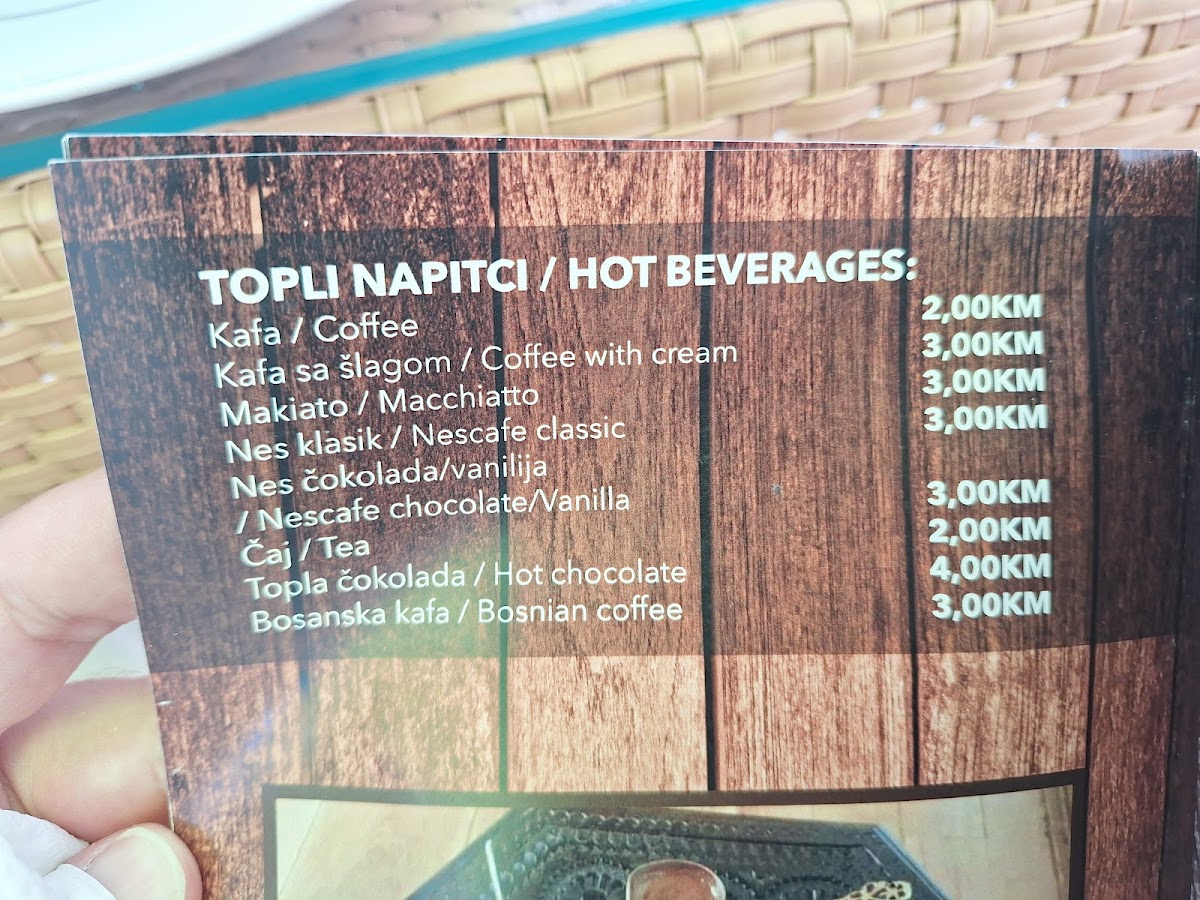 TOPLI NAPITCI / HOT BEVERAGES:
Kafa / Coffee 2,00KM
Kafa sa šlagom / Coffee with cream 3,00KM
Makiato / Macchiatto 3,00KM
Nes klasik / Nescafe classic 3,00KM
Nes čokolada/vanilija
/ Nescafe chocolate/Vanilla 3,00KM
Čaj / Tea 2,00KM
Topla čokolada / Hot chocolate 4,00KM
Bosanska kafa / Bosnian coffee 3,00KM